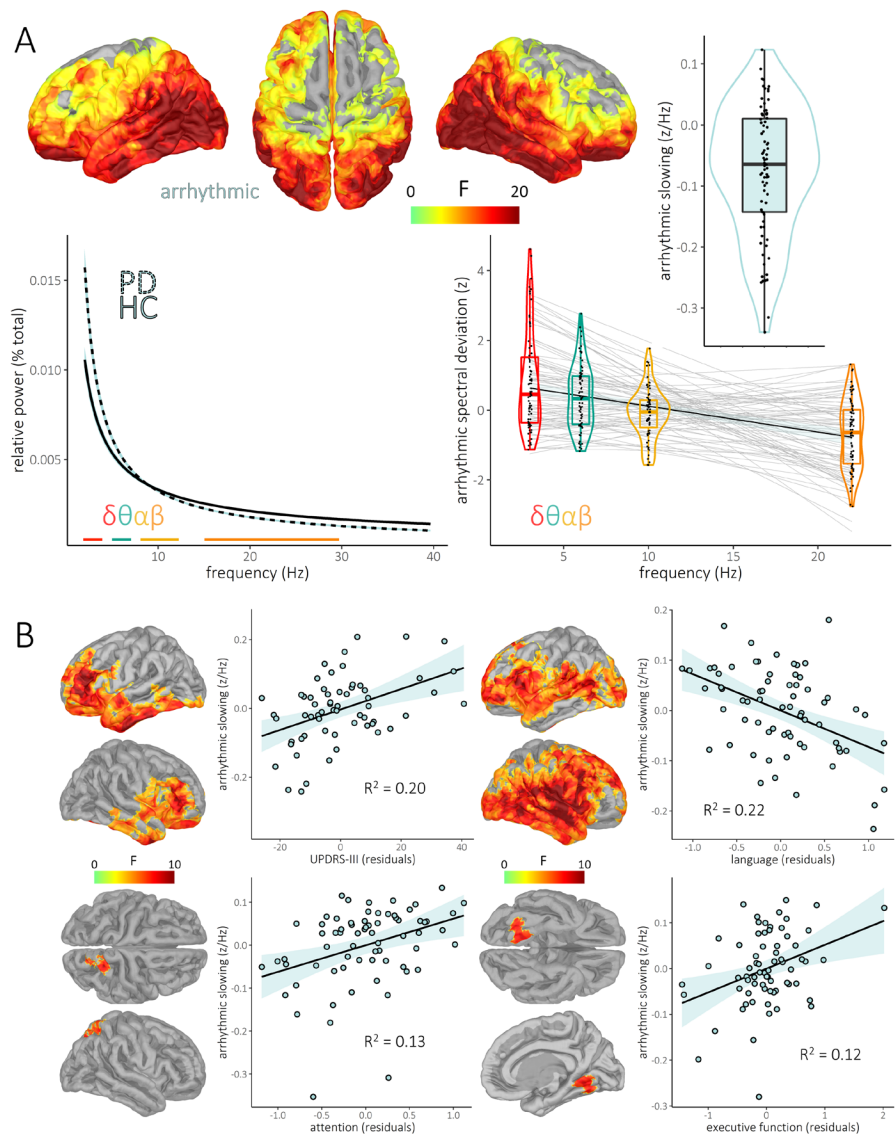 A
arrhythmic
F
0 20
arrhythmic slowing (z/Hz)
0.1
0.0
-0.1
-0.2
-0.3
relative power (% total)
0.015
0.010
0.005
PD
HC
δθαβ
0 10 20 30 40
frequency (Hz)
arrhythmic spectral deviation (z)
4
2
0
-2
δθαβ
5 10 15 20
frequency (Hz)
B
arrhythmic slowing (z/Hz)
0.2
0.0
-0.2
R² = 0.20
-20 0 20 40
UPDRS-III (residuals)
arrhythmic slowing (z/Hz)
0.2
0.1
0.0
-0.1
-0.2
R² = 0.22
-1.0 -0.5 0.0 0.5 1.0
language (residuals)
F
0 10
F
0 10
arrhythmic slowing (z/Hz)
0.1
0.0
-0.1
-0.2
-0.3
R² = 0.13
-1.0 -0.5 0.0 0.5 1.0
attention (residuals)
arrhythmic slowing (z/Hz)
0.1
0.0
-0.1
-0.2
-0.3
R² = 0.12
-1 0 1 2
executive function (residuals)